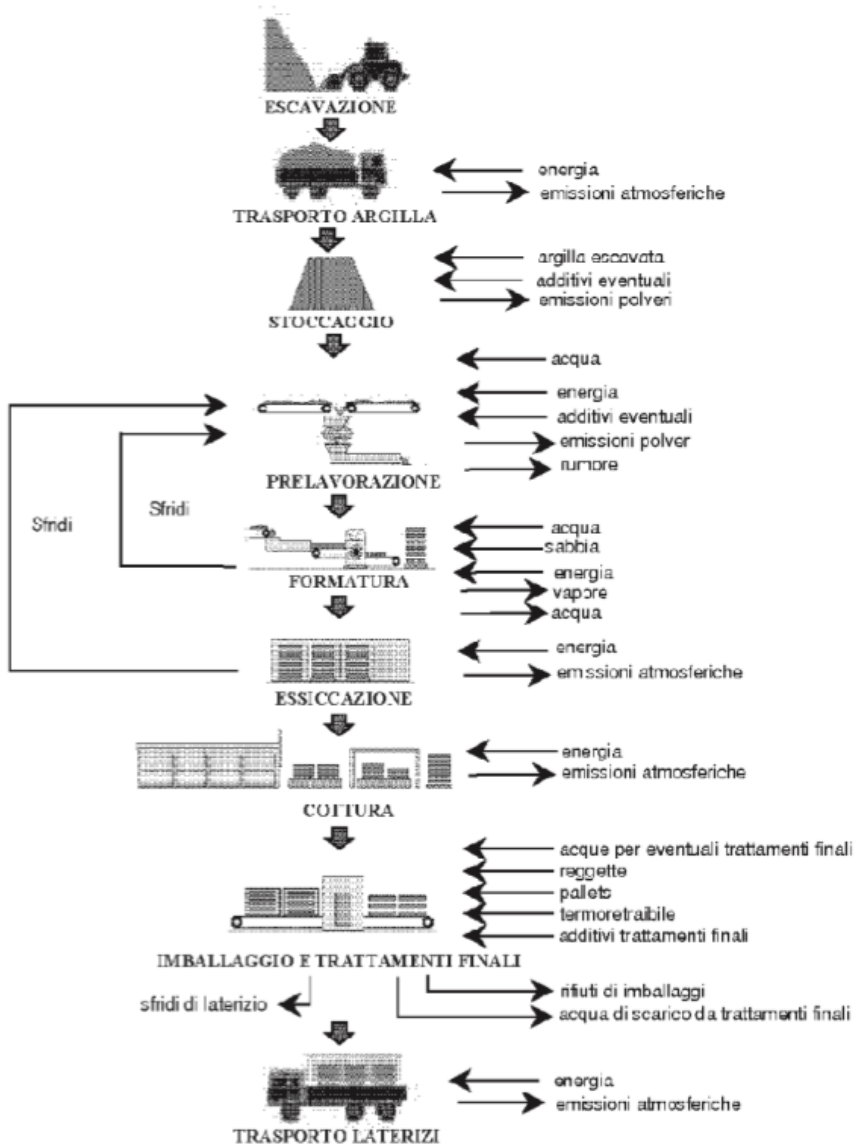 ESCAVAZIONE
energia
emissioni atmosferiche
TRASPORTO ARGILLA
argilla escavata
additivi eventuali
emissioni polveri
STOCCAGGIO
acqua
energia
additivi eventuali
emissioni polver
rumore
PRELAVORAZIONE
Sfridi
Sfridi
acqua
sabbia
energia
FORMATURA
vapore
acqua
energia
emissioni atmosferiche
ESSICCAZIONE
energia
emissioni atmosferiche
COTTURA
acque per eventuali trattamenti finali
reggette
pallets
termoretraibile
additivi trattamenti finali
IMBALLAGGIO E TRATTAMENTI FINALI
sfridi di laterizio
rifiuti di imballaggi
acqua di scarico da trattamenti finali
energia
emissioni atmosferiche
TRASPORTO LATERIZI